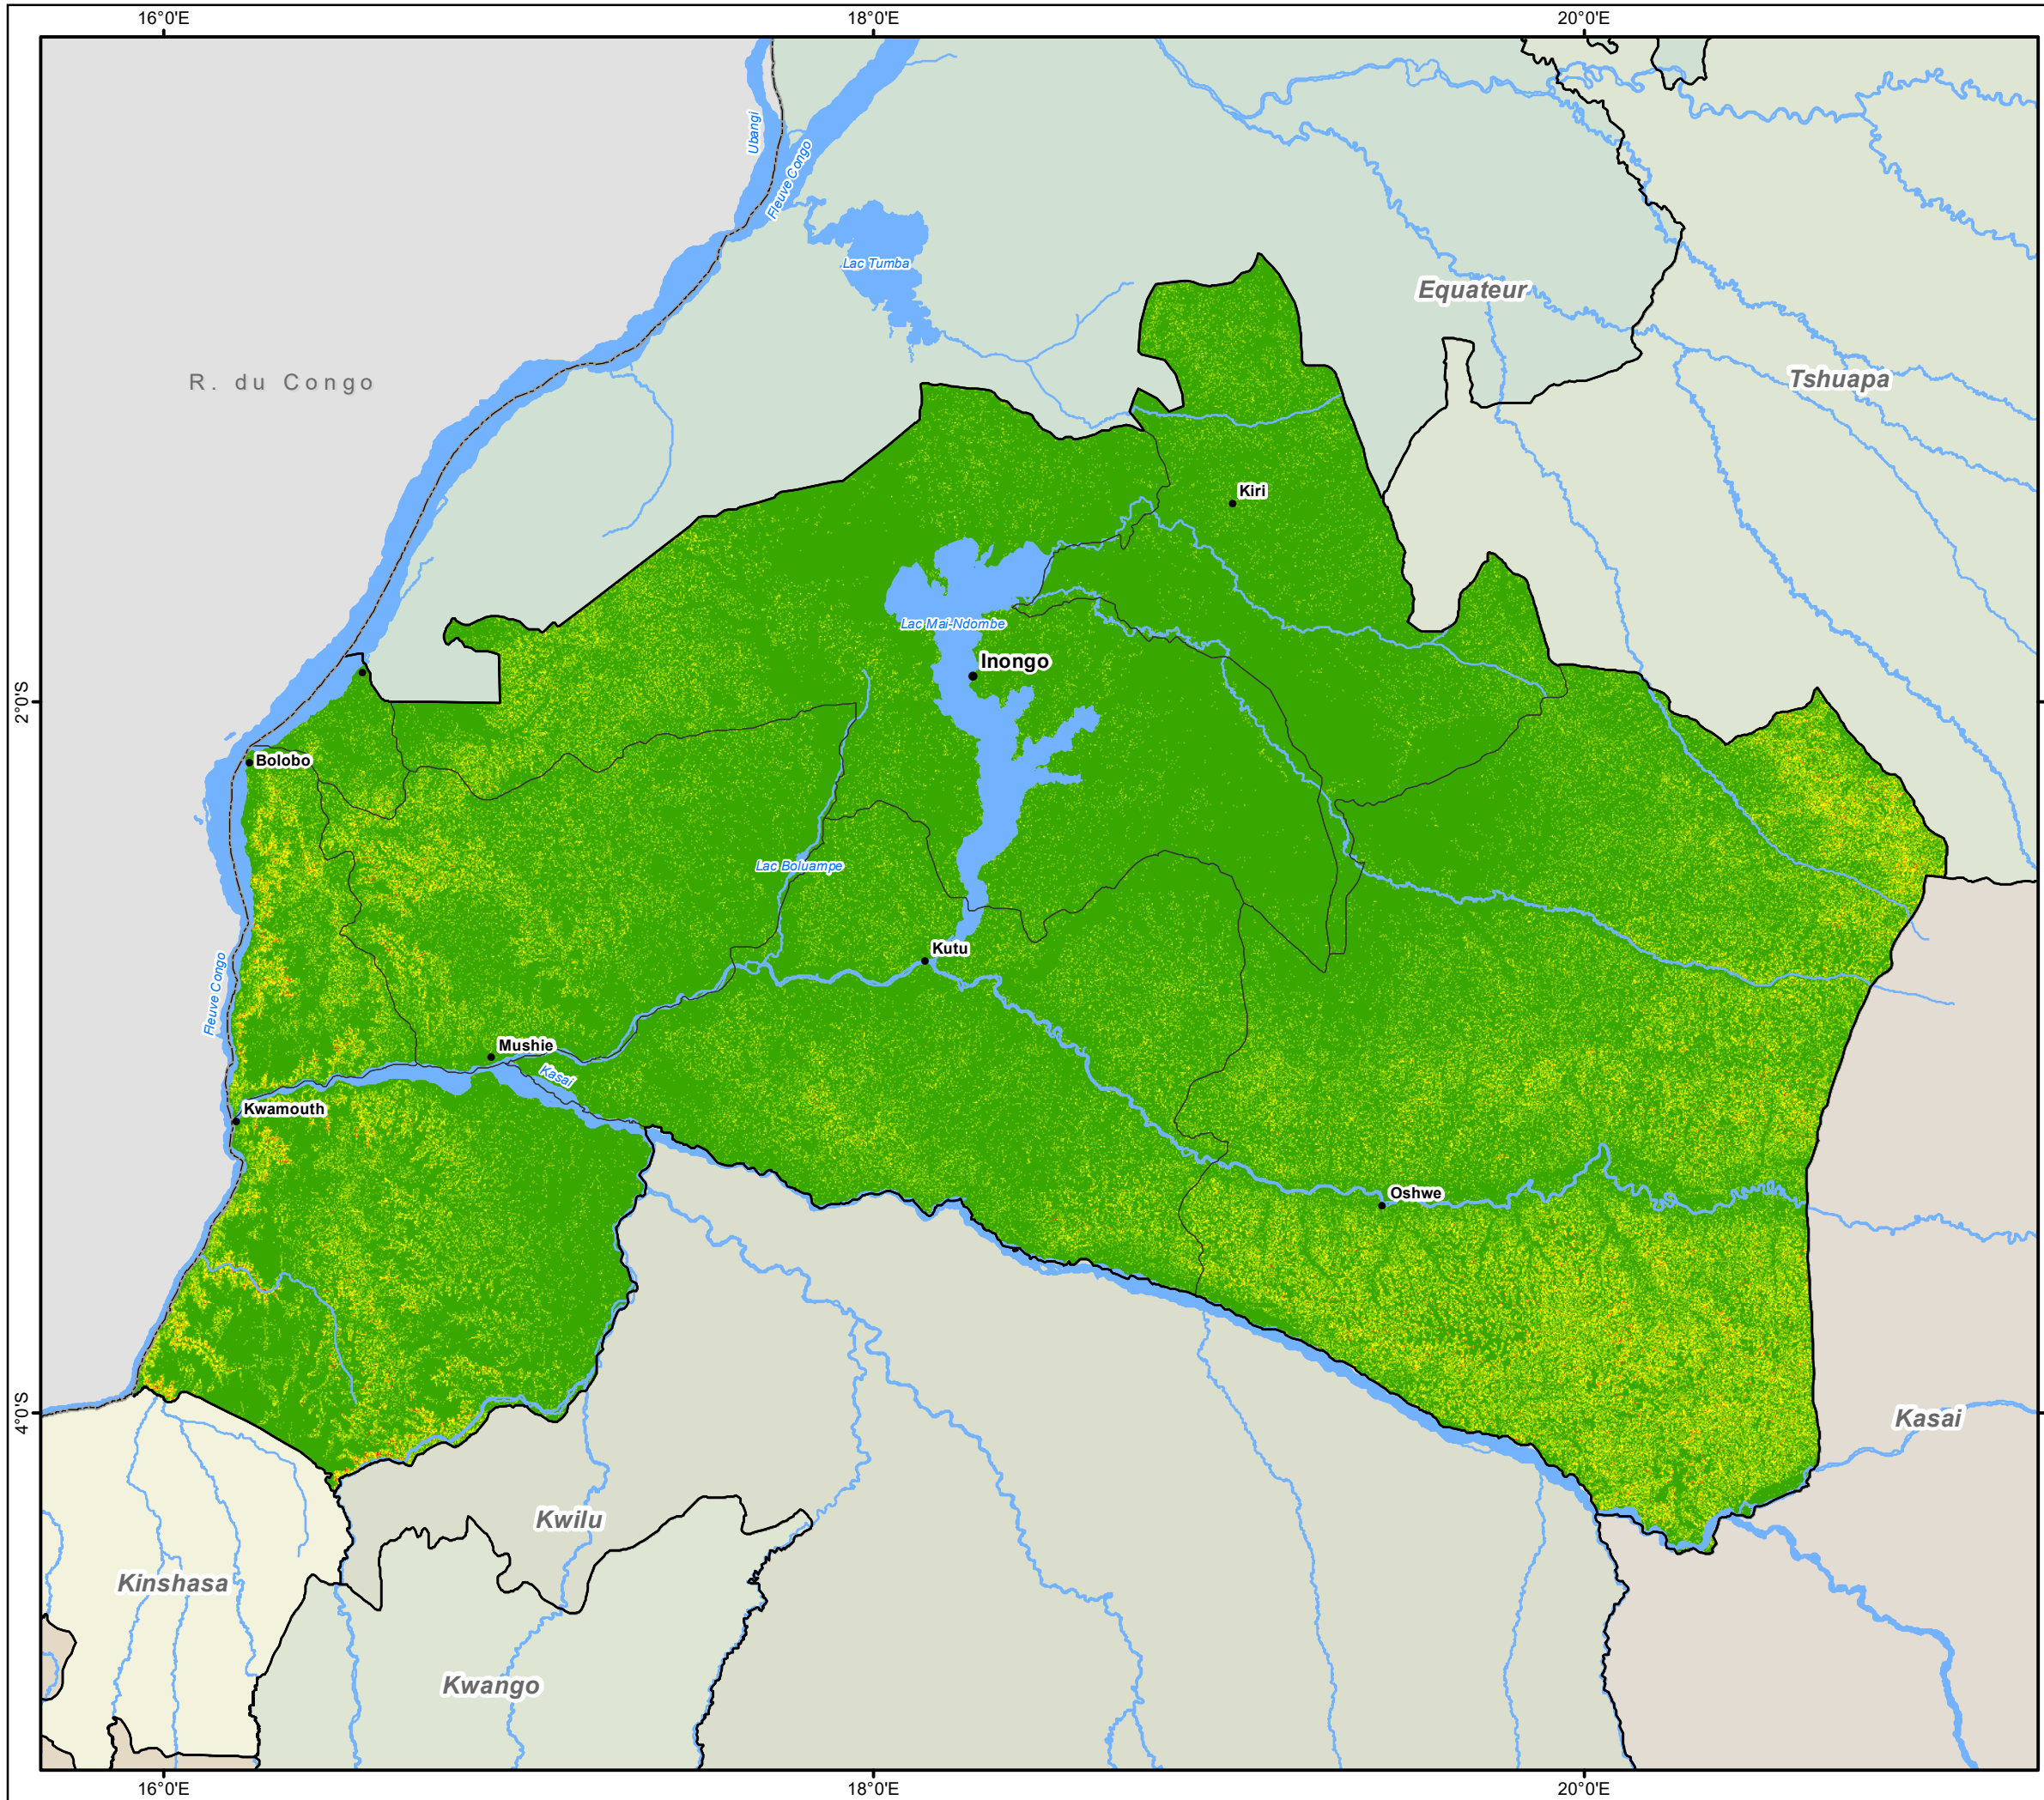 16°0'E
18°0'E
20°0'E
Ubangi
Fleuve Congo
Lac Tumba
Equateur
R. du Congo
Tshuapa
Kiri
Lac Mai-Ndombe
Inongo
2°0'S
Bolobo
Lac Boluampe
Kutu
Fleuve Congo
Mushie
Kasai
Kwamouth
Oshwe
4°0'S
Kasai
Kwilu
Kinshasa
Kwango
16°0'E
18°0'E
20°0'E